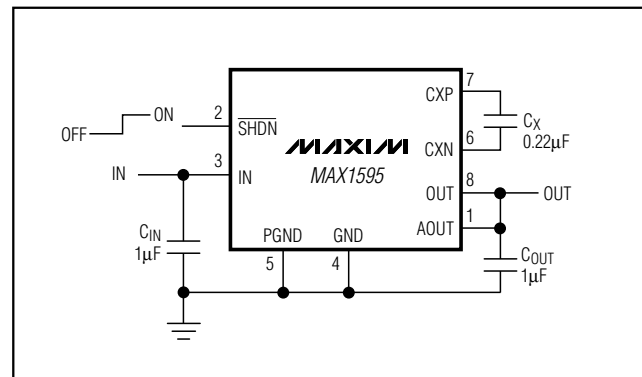 7
CXP
ON
2
OFF
SHDN
CX
0.22µF
MAXIM
6
CXN
3
IN
IN
MAX1595
8
OUT
OUT
1
AOUT
CIN
1µF
PGND
GND
5
4
COUT
1µF